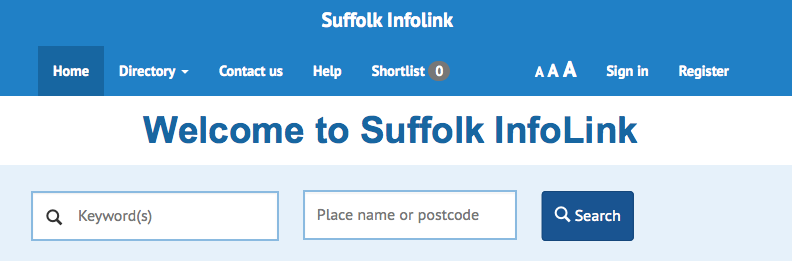 Suffolk Infolink
Home Directory Contact us Help Shortlist 0 A A A Sign in Register
Welcome to Suffolk InfoLink
Keyword(s) Place name or postcode Search